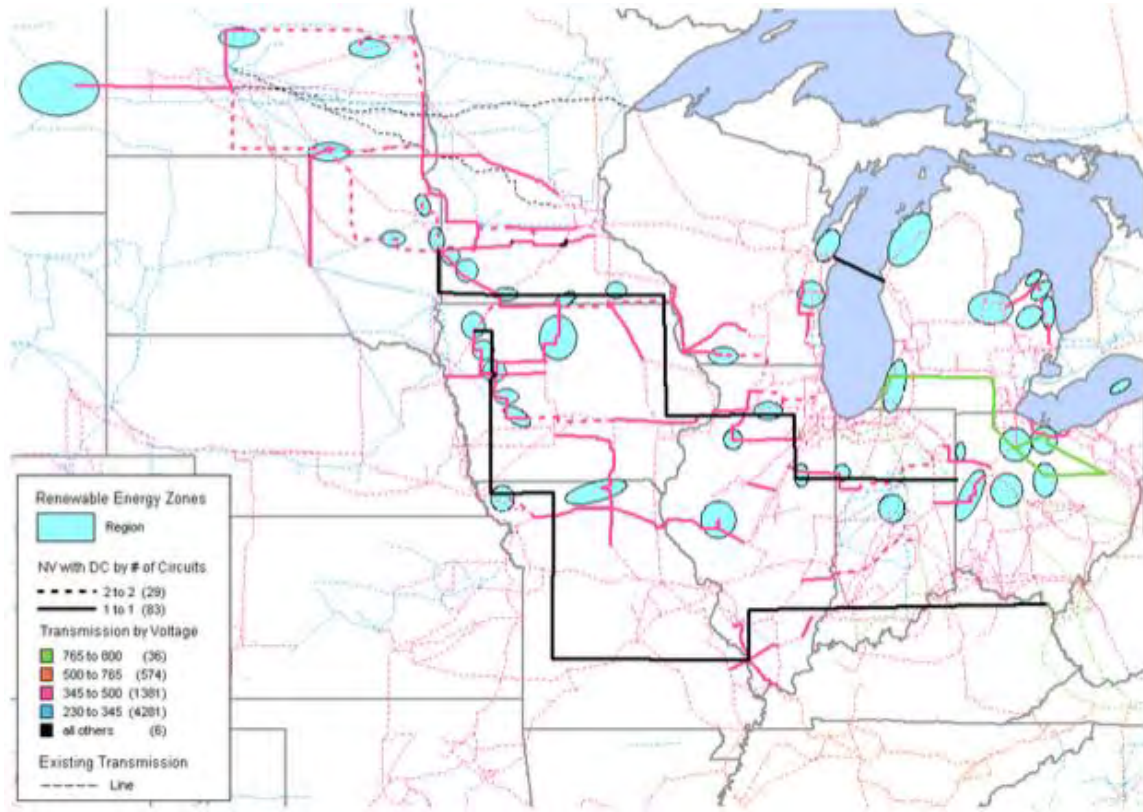 Renewable Energy Zones
Region
NV with DC by # of Circuits
2 to 2 (29)
1 to 1 (83)
Transmission by Voltage
765 to 800 (36)
500 to 765 (574)
345 to 500 (1381)
230 to 345 (4281)
all others (6)
Existing Transmission
Line